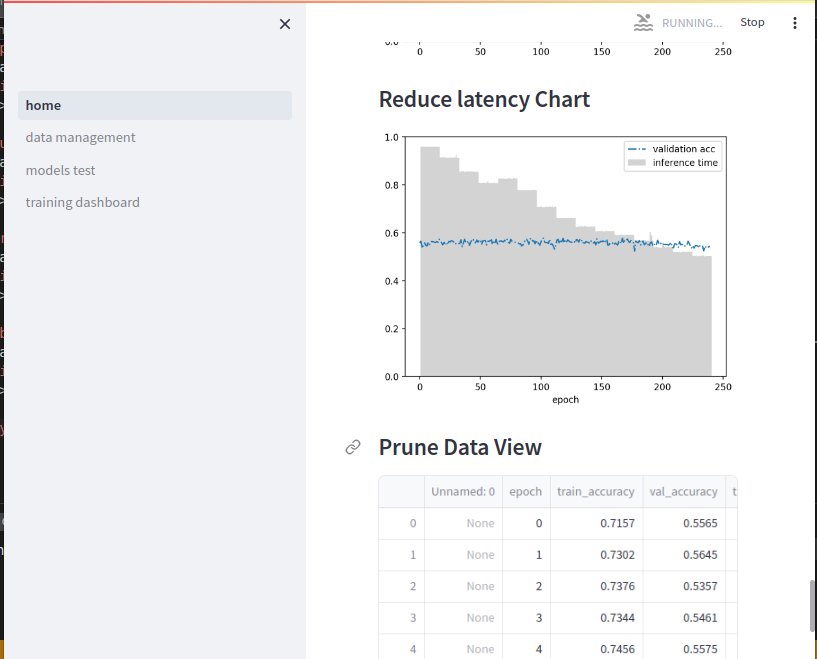 RUNNING...
Stop
home
data management
models test
training dashboard
0 50 100 150 200 250
Reduce latency Chart
1.0
validation acc
inference time
0.8
0.6
0.4
0.2
0.0
0 50 100 150 200 250
epoch
Prune Data View
Unnamed: 0 epoch train_accuracy val_accuracy t
0 None 0 0.7157 0.5565
1 None 1 0.7302 0.5645
2 None 2 0.7376 0.5357
3 None 3 0.7344 0.5461
4 None 4 0.7456 0.5575